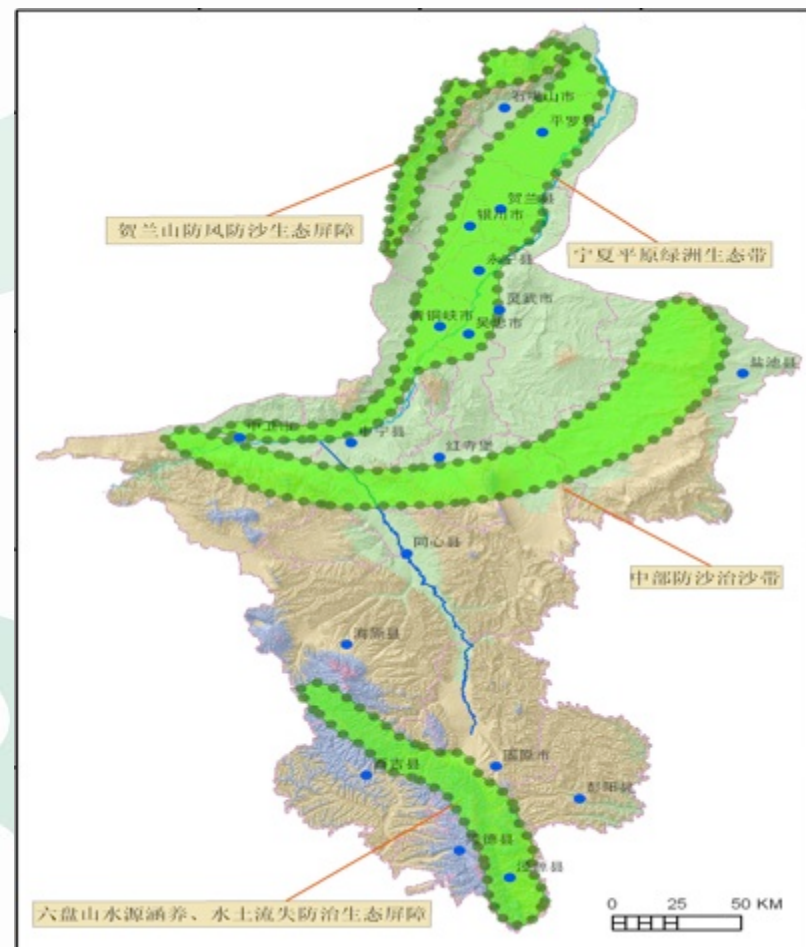 石嘴山市
平罗县
贺兰县
银川市
贺兰山防风防沙生态屏障
宁夏平原绿洲生态带
永宁县
灵武市
青铜峡市
吴忠市
盐池县
中卫市
中宁县
红寺堡
同心县
中部防沙治沙带
海原县
固原市
西吉县
彭阳县
隆德县
泾源县
六盘山水源涵养、水土流失防治生态屏障
0 25 50 KM